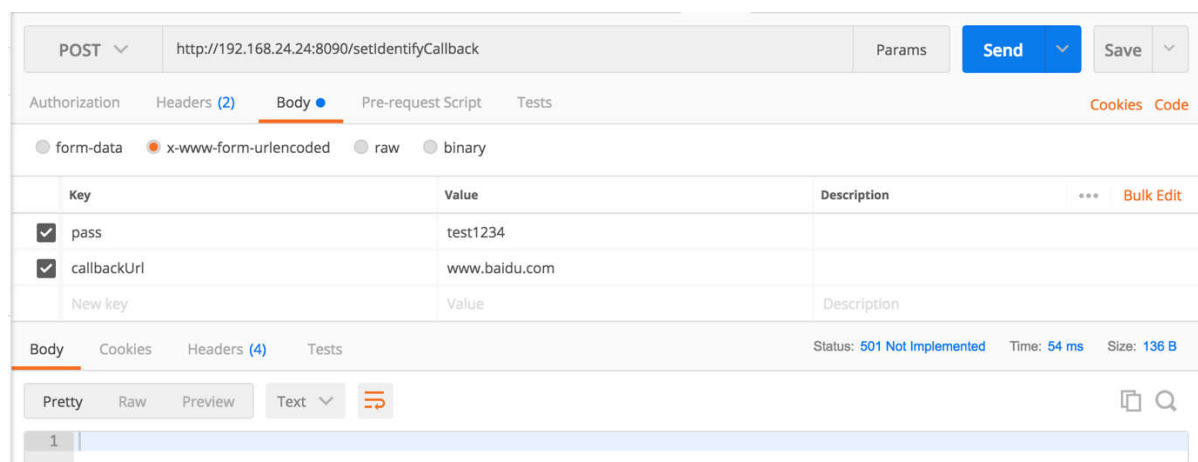 POST http://192.168.24.24:8090/setIdentifyCallback Params Send Save
Authorization Headers (2) Body Pre-request Script Tests Cookies Code
form-data x-www-form-urlencoded raw binary
Key Value Description Bulk Edit
pass test1234
callbackUrl www.baidu.com
New key Value Description
Body Cookies Headers (4) Tests Status: 501 Not Implemented Time: 54 ms Size: 136 B
Pretty Raw Preview Text
1